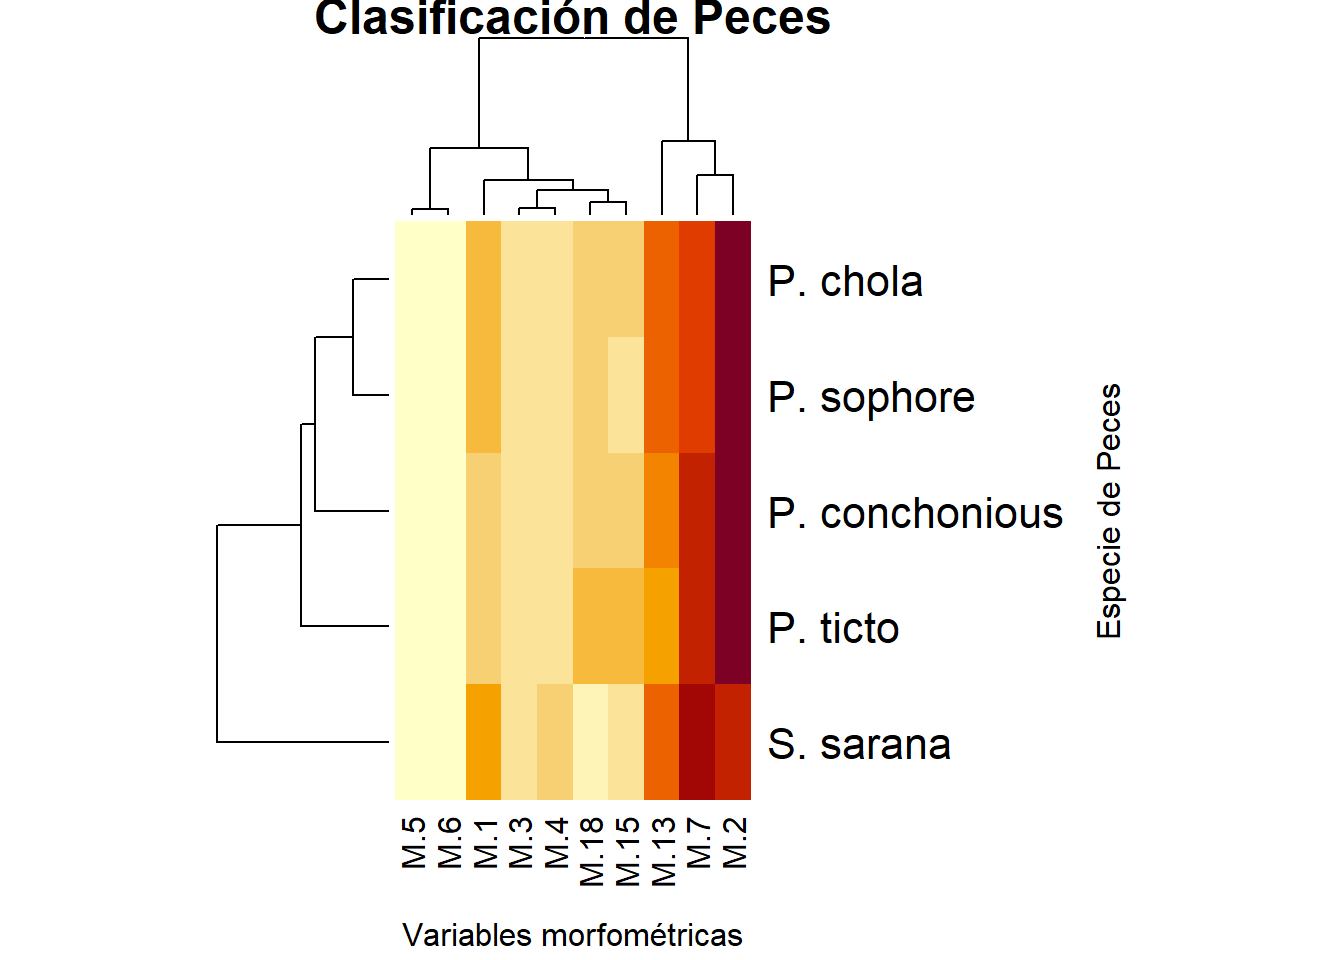 Clasificación de Peces
P. chola
P. sophore
P. conchonious
P. ticto
S. sarana
Especie de Peces
M.5 M.6 M.1 M.3 M.4 M.18 M.15 M.13 M.7 M.2
Variables morfométricas